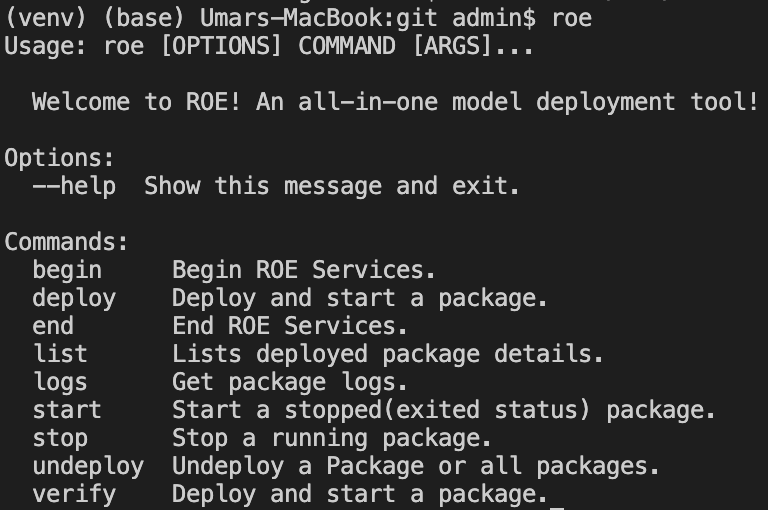 (venv) (base) Umars-MacBook:git admin$ roe
Usage: roe [OPTIONS] COMMAND [ARGS]...
Welcome to ROE! An all-in-one model deployment tool!
Options:
--help  Show this message and exit.
Commands:
begin     Begin ROE Services.
deploy    Deploy and start a package.
end       End ROE Services.
list      Lists deployed package details.
logs      Get package logs.
start     Start a stopped(exited status) package.
stop      Stop a running package.
undeploy  Undeploy a Package or all packages.
verify    Deploy and start a package.